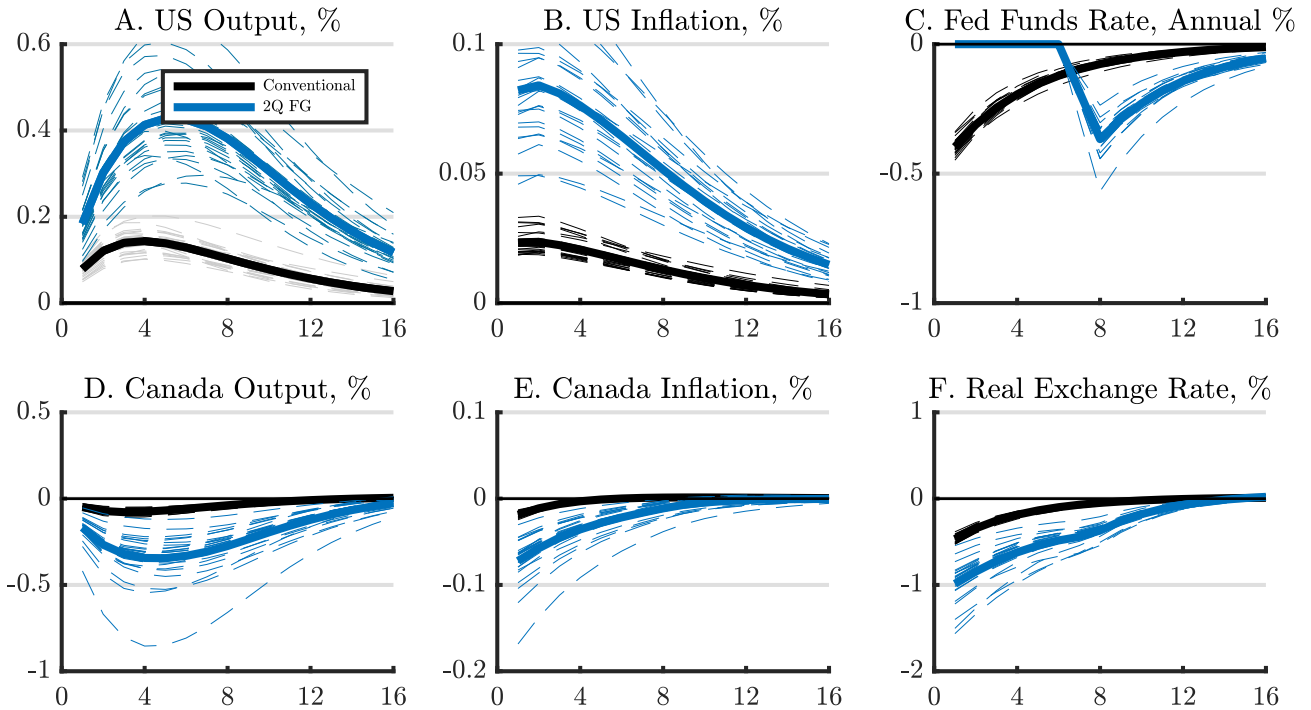 A. US Output, %
B. US Inflation, %
C. Fed Funds Rate, Annual %
0.6
0.4
0.2
0
Conventional
2Q FG
0 4 8 12 16
0.1
0.05
0
0 4 8 12 16
0
-0.5
-1
0 4 8 12 16
D. Canada Output, %
E. Canada Inflation, %
F. Real Exchange Rate, %
0.5
0
-0.5
-1
0 4 8 12 16
0.1
0
-0.1
-0.2
0 4 8 12 16
1
0
-1
-2
0 4 8 12 16